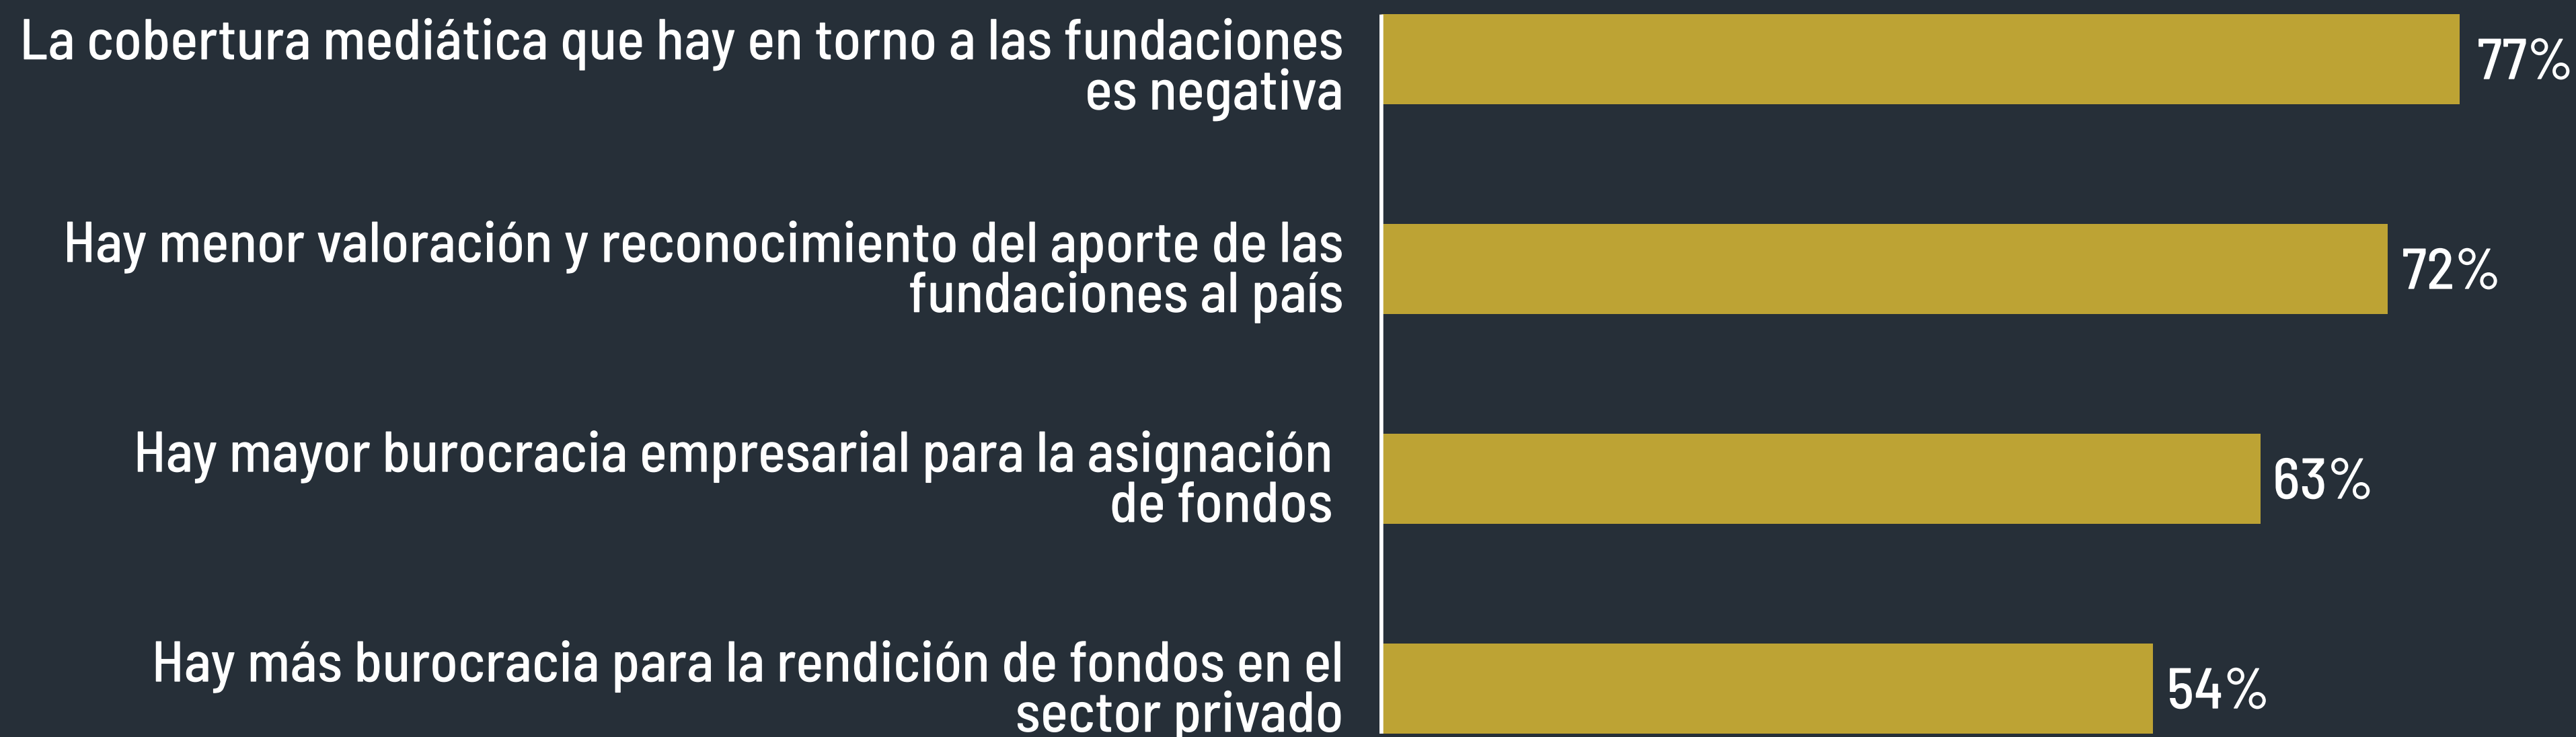 La cobertura mediática que hay en torno a las fundaciones
es negativa
77%
Hay menor valoración y reconocimiento del aporte de las
fundaciones al país
72%
Hay mayor burocracia empresarial para la asignación
de fondos
63%
Hay más burocracia para la rendición de fondos en el
sector privado
54%